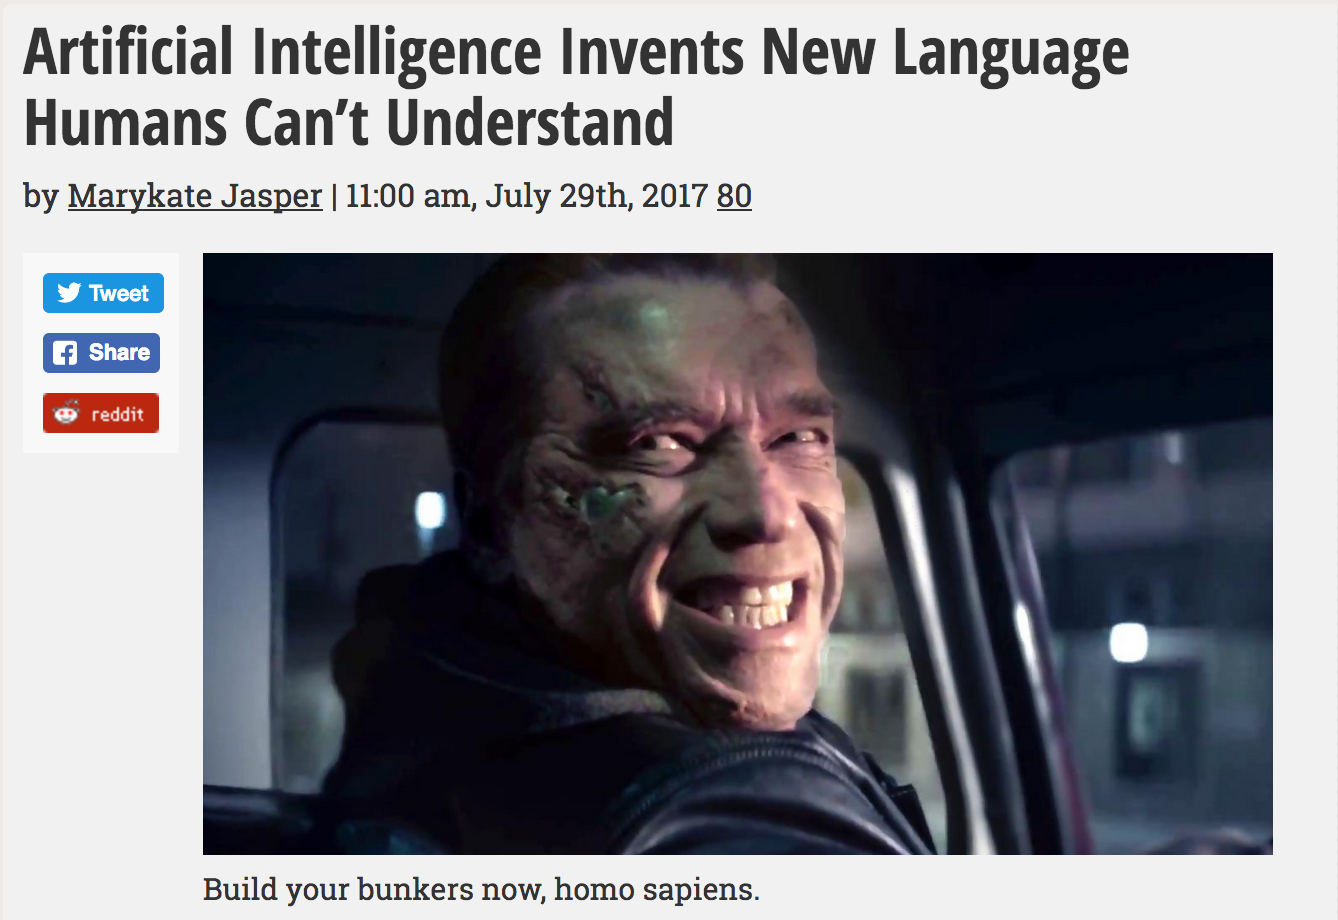 Artificial Intelligence Invents New Language
Humans Can’t Understand
by Marykate Jasper | 11:00 am, July 29th, 2017 80
Tweet
Share
reddit
Build your bunkers now, homo sapiens.